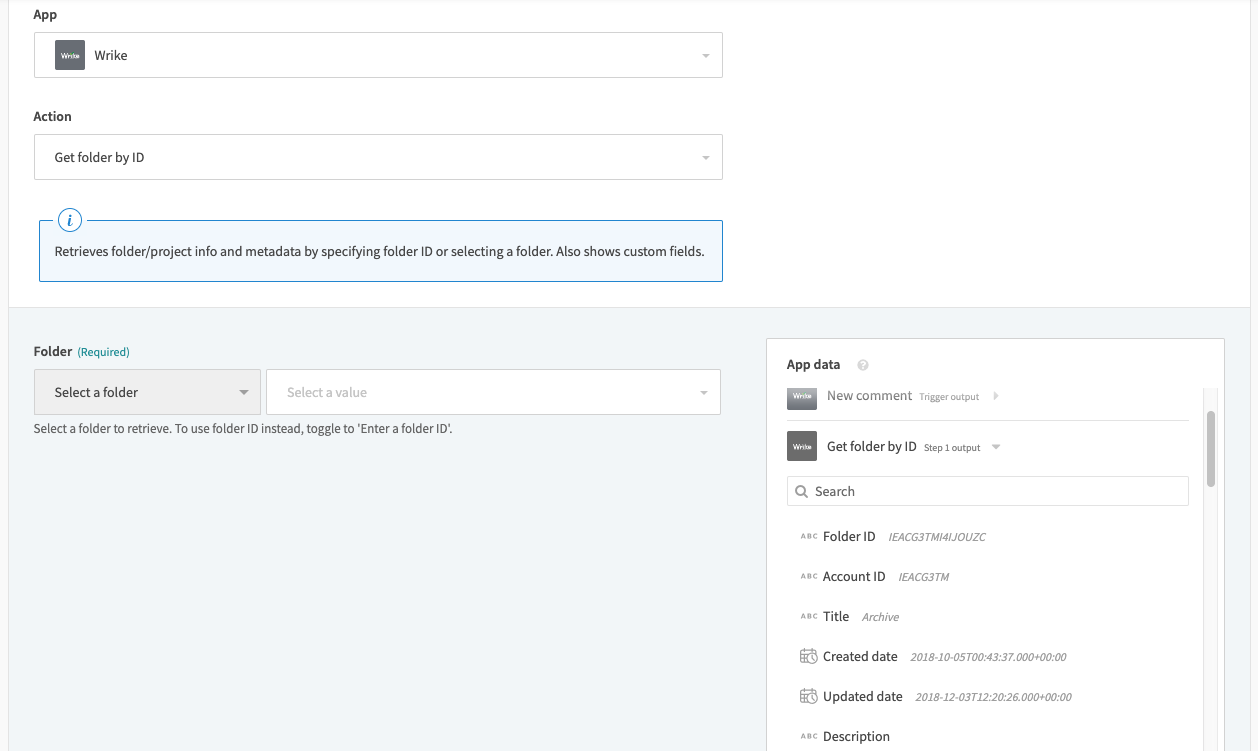 App
Wrike Wrike
Action
Get folder by ID
i
Retrieves folder/project info and metadata by specifying folder ID or selecting a folder. Also shows custom fields.
Folder (Required)
Select a folder Select a value
Select a folder to retrieve. To use folder ID instead, toggle to 'Enter a folder ID'.
App data ?
Wrike New comment Trigger output
Wrike Get folder by ID Step 1 output
Search
ABC Folder ID IEACG3TMI4IJOUZC
ABC Account ID IEACG3TM
ABC Title Archive
Created date 2018-10-05T00:43:37.000+00:00
Updated date 2018-12-03T12:20:26.000+00:00
ABC Description